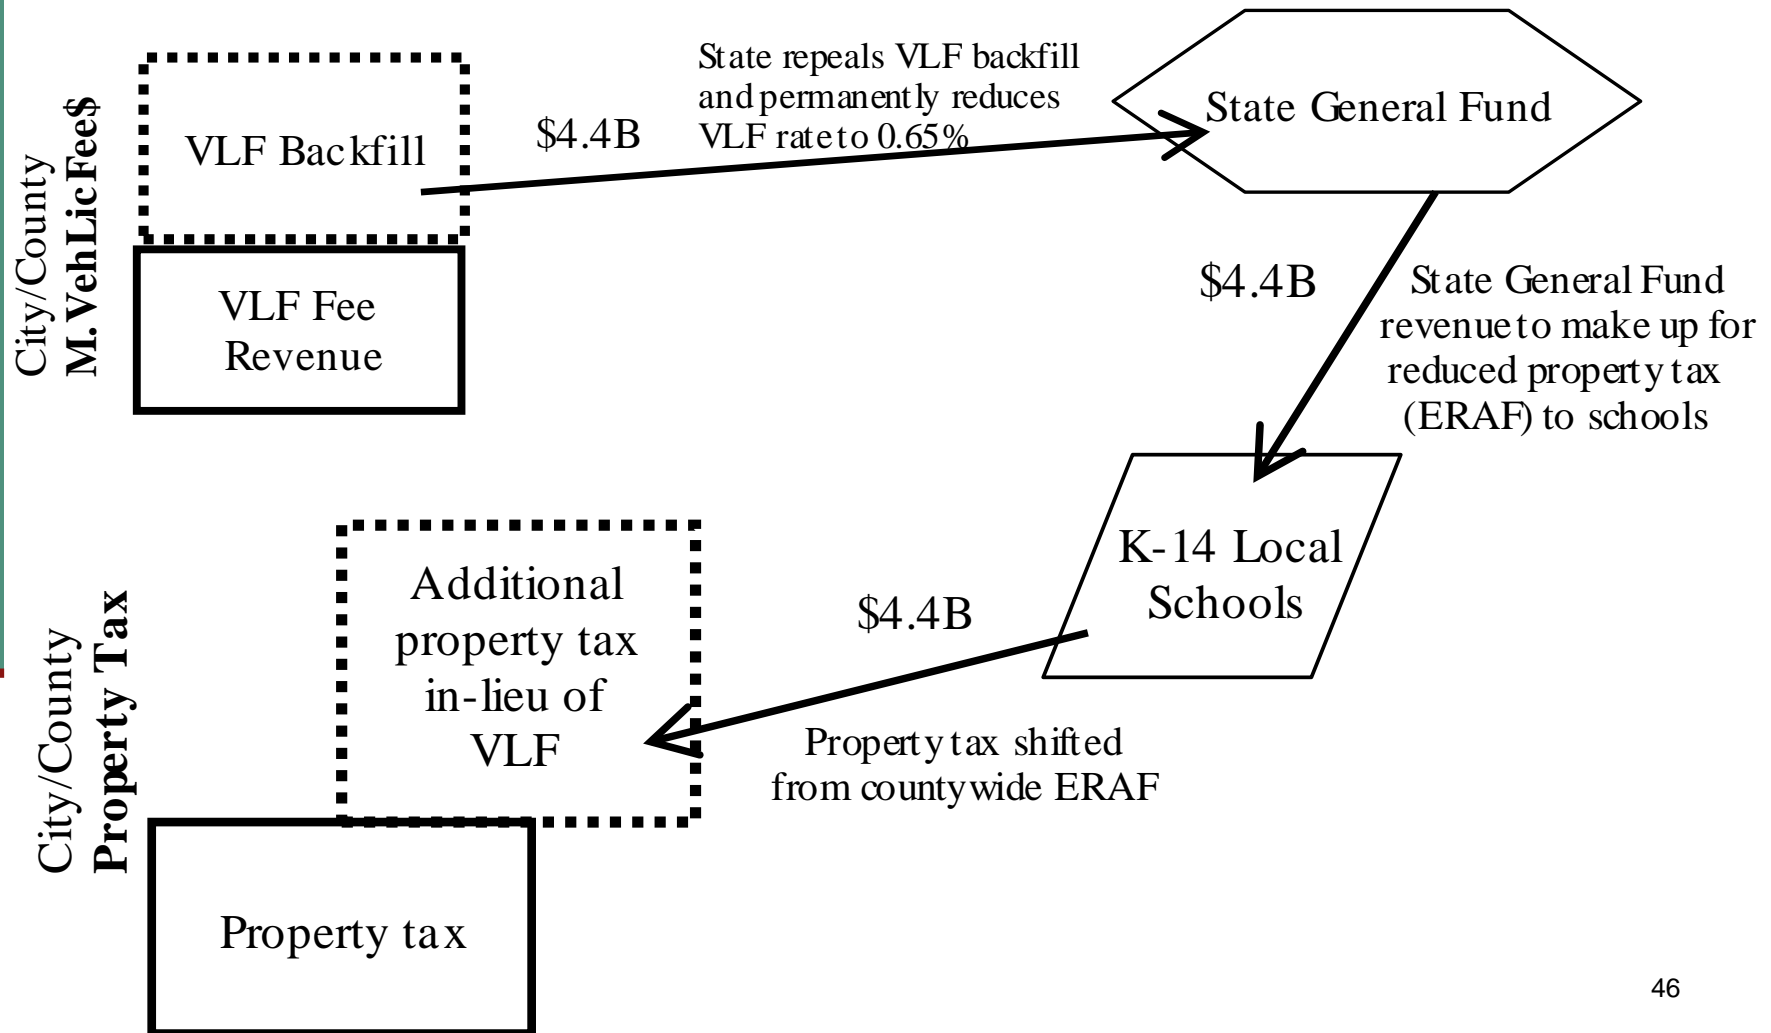 City/County
M.VehLicFee$
VLF Backfill
VLF Fee
Revenue
$4.4B
State repeals VLF backfill
and permanently reduces
VLF rate to 0.65%
State General Fund
$4.4B
State General Fund
revenue to make up for
reduced property tax
(ERAF) to schools
K-14 Local
Schools
$4.4B
Property tax shifted
from countywide ERAF
City/County
Property Tax
Additional
property tax
in-lieu of
VLF
Property tax
46